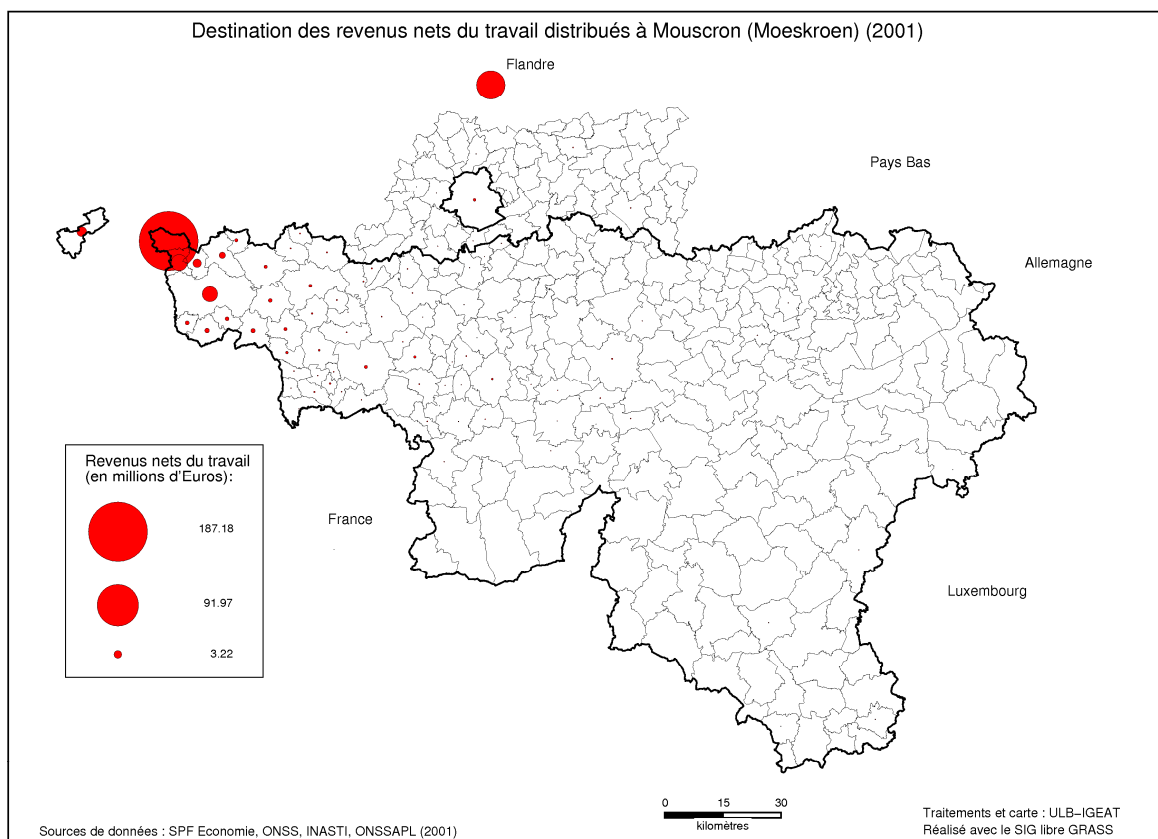 Destination des revenus nets du travail distribués à Mouscron (Moeskroen) (2001)
Flandre
Pays Bas
Allemagne
Revenus nets du travail
(en millions d'Euros):
187.18
91.97
3.22
France
Luxembourg
0 15 30
kilomètres
Sources de données : SPF Economie, ONSS, INASTI, ONSSAPL (2001)
Traitements et carte : ULB-IGEAT
Réalisé avec le SIG libre GRASS